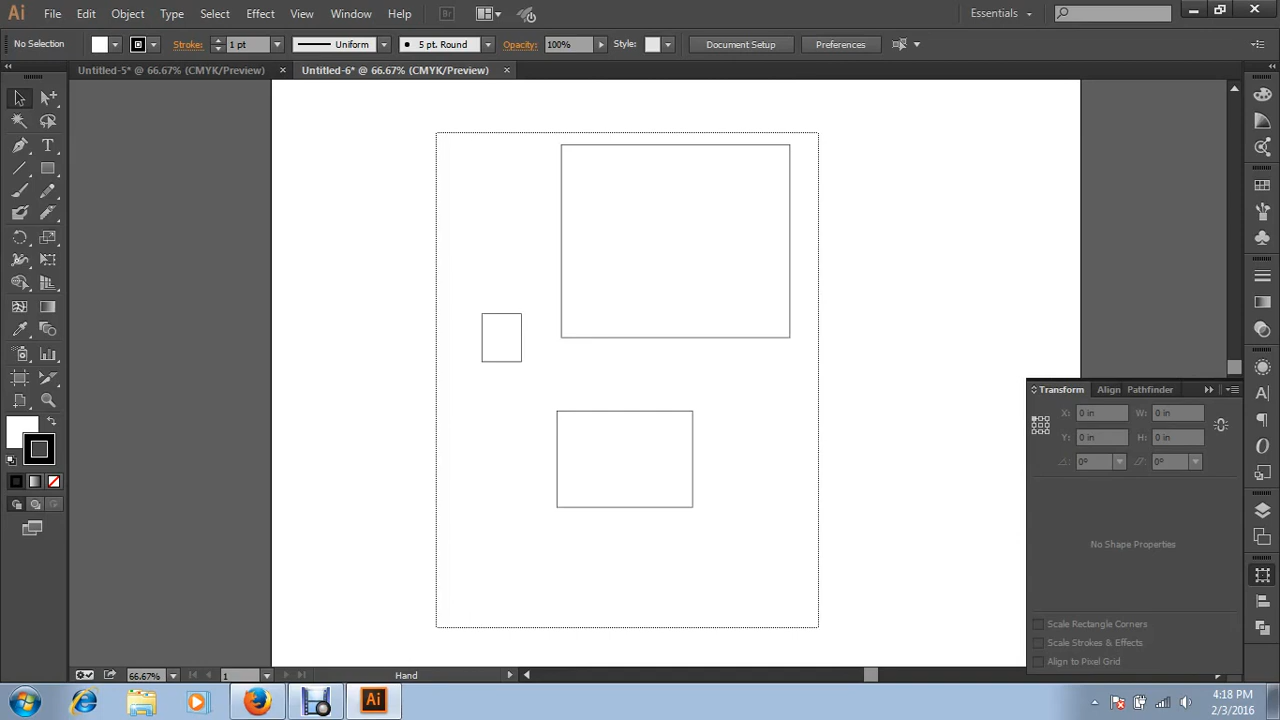 Ai File Edit Object Type Select Effect View Window Help Br Essentials
No Selection Stroke: 1 pt Uniform 5 pt. Round Opacity: 100% Style: Document Setup Preferences
Untitled-5* @ 66.67% (CMYK/Preview) Untitled-6* @ 66.67% (CMYK/Preview)
Transform Align Pathfinder
X: 0 in W: 0 in
Y: 0 in H: 0 in
0° 0°
No Shape Properties
Scale Rectangle Corners
Scale Strokes & Effects
Align to Pixel Grid
66.67% 1 Hand
Ai 4:18 PM
2/3/2016